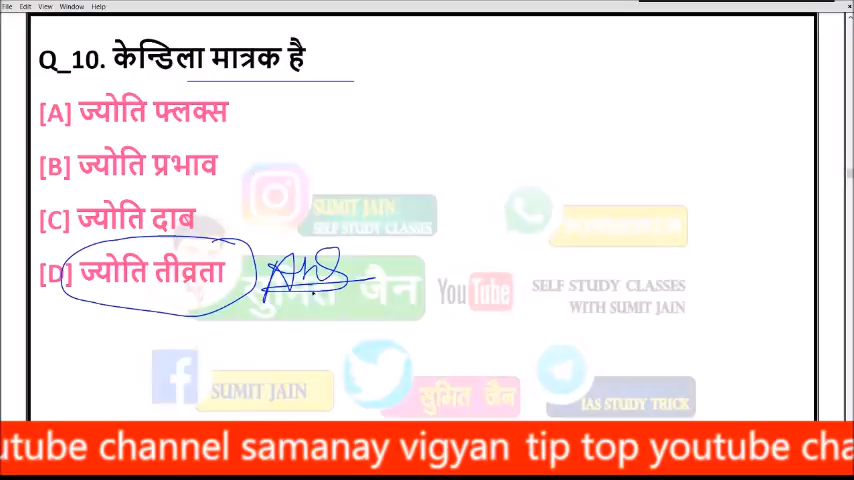 File Edit View Window Help
Q_10. केन्डिला मात्रक है
[A] ज्योति फ्लक्स
[B] ज्योति प्रभाव
[C] ज्योति दाब
[D] ज्योति तीव्रता
Ans
SUMIT JAIN
SELF STUDY CLASSES
सुमित जैन
YouTube
SELF STUDY CLASSES
WITH SUMIT JAIN
SUMIT JAIN
सुमित जैन
IAS STUDY TRICK
utube channel samanay vigyan tip top youtube cha